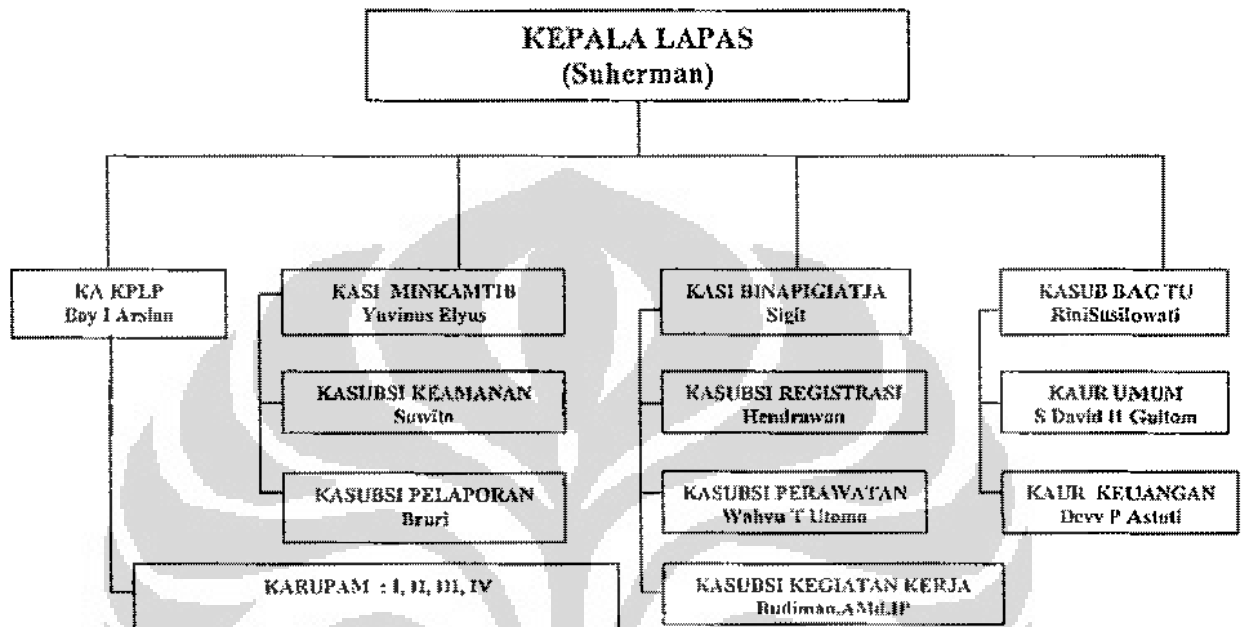 KEPALA LAPAS
(Suherman)
KA KPLP
Boy I Arslan
KASI MINKAMTIB
Yuvinus Elyus
KASI BINAPIGIATJA
Sigit
KASUB BAG TU
RiniSusilowati
KASUBSI KEAMANAN
Suwito
KASUBSI REGISTRASI
Hendrawan
KAUR UMUM
S David H Gultom
KASUBSI PELAPORAN
Bruri
KASUBSI PERAWATAN
Wahyu T Utomo
KAUR KEUANGAN
Devy P Astuti
KARUPAM : I, II, III, IV
KASUBSI KEGIATAN KERJA
Budiman.AMd.IP